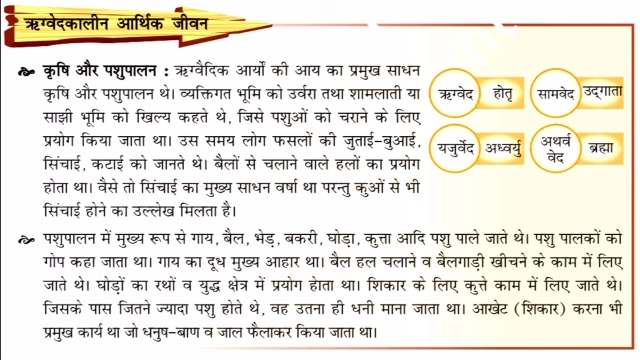 ऋग्वेदकालीन आर्थिक जीवन
कृषि और पशुपालन : ऋग्वैदिक आर्यों की आय का प्रमुख साधन
कृषि और पशुपालन थे। व्यक्तिगत भूमि को उर्वरा तथा शामलाती या
साझी भूमि को खिल्य कहते थे, जिसे पशुओं को चराने के लिए
प्रयोग किया जाता था। उस समय लोग फसलों की जुताई-बुआई,
सिंचाई, कटाई को जानते थे। बैलों से चलाने वाले हलों का प्रयोग
होता था। वैसे तो सिंचाई का मुख्य साधन वर्षा था परन्तु कुओं से भी
सिंचाई होने का उल्लेख मिलता है।
ऋग्वेद होतृ सामवेद उद्गाता
यजुर्वेद अध्वर्यु अथर्व वेद ब्रह्मा
पशुपालन में मुख्य रूप से गाय, बैल, भेड़, बकरी, घोड़ा, कुत्ता आदि पशु पाले जाते थे। पशु पालकों को
गोप कहा जाता था। गाय का दूध मुख्य आहार था। बैल हल चलाने व बैलगाड़ी खींचने के काम में लिए
जाते थे। घोड़ों का रथों व युद्ध क्षेत्र में प्रयोग होता था। शिकार के लिए कुत्ते काम में लिए जाते थे।
जिसके पास जितने ज्यादा पशु होते थे, वह उतना ही धनी माना जाता था। आखेट (शिकार) करना भी
प्रमुख कार्य था जो धनुष-बाण व जाल फैलाकर किया जाता था।